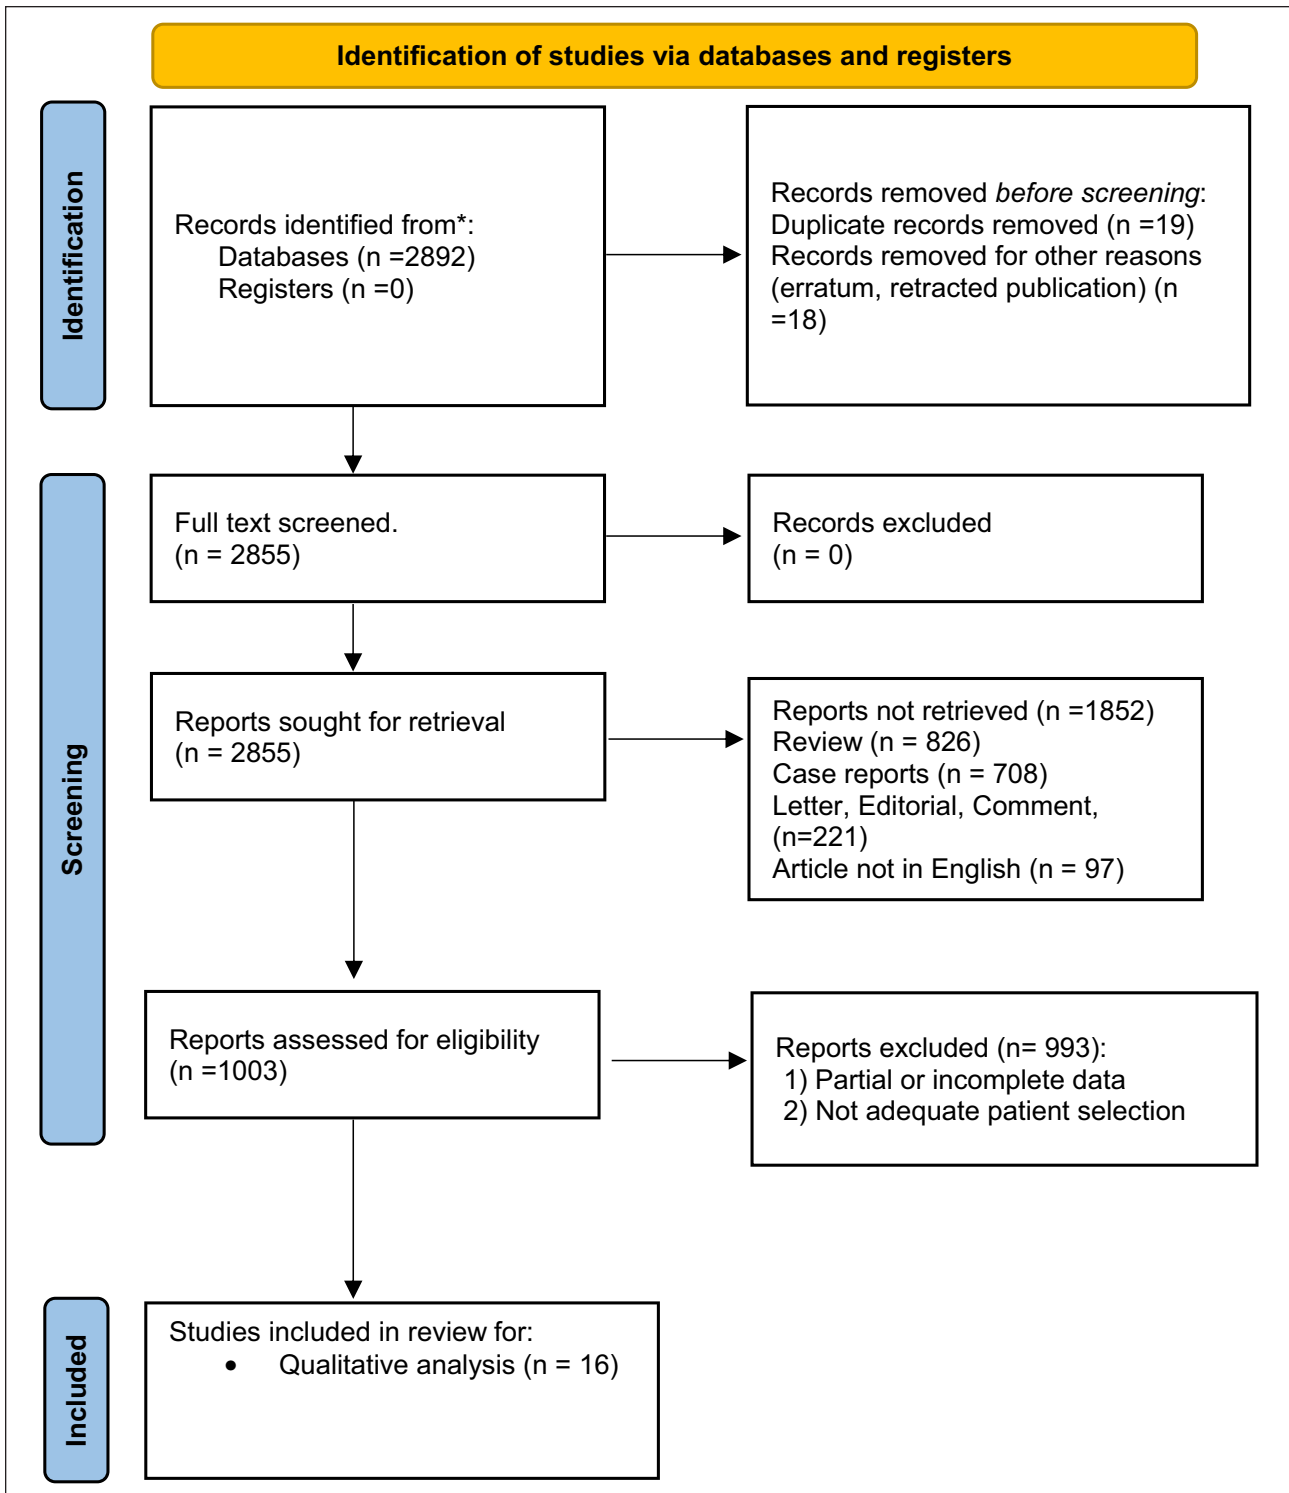 Identification of studies via databases and registers
Identification
Records identified from*:
Databases (n =2892)
Registers (n =0)
Records removed before screening:
Duplicate records removed (n =19)
Records removed for other reasons
(erratum, retracted publication) (n
=18)
Screening
Full text screened.
(n = 2855)
Records excluded
(n = 0)
Reports sought for retrieval
(n = 2855)
Reports not retrieved (n =1852)
Review (n = 826)
Case reports (n = 708)
Letter, Editorial, Comment,
(n=221)
Article not in English (n = 97)
Reports assessed for eligibility
(n =1003)
Reports excluded (n= 993):
1) Partial or incomplete data
2) Not adequate patient selection
Included
Studies included in review for:
• Qualitative analysis (n = 16)